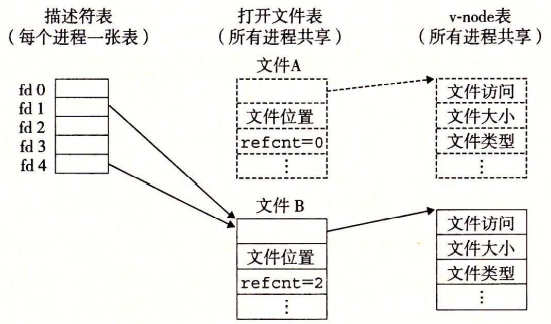 描述符表
（每个进程一张表）
打开文件表
（所有进程共享）
v-node表
（所有进程共享）
fd 0
fd 1
fd 2
fd 3
fd 4
文件A
文件位置
refcnt=0
⋮
文件访问
文件大小
文件类型
⋮
文件 B
文件位置
refcnt=2
⋮
文件访问
文件大小
文件类型
⋮